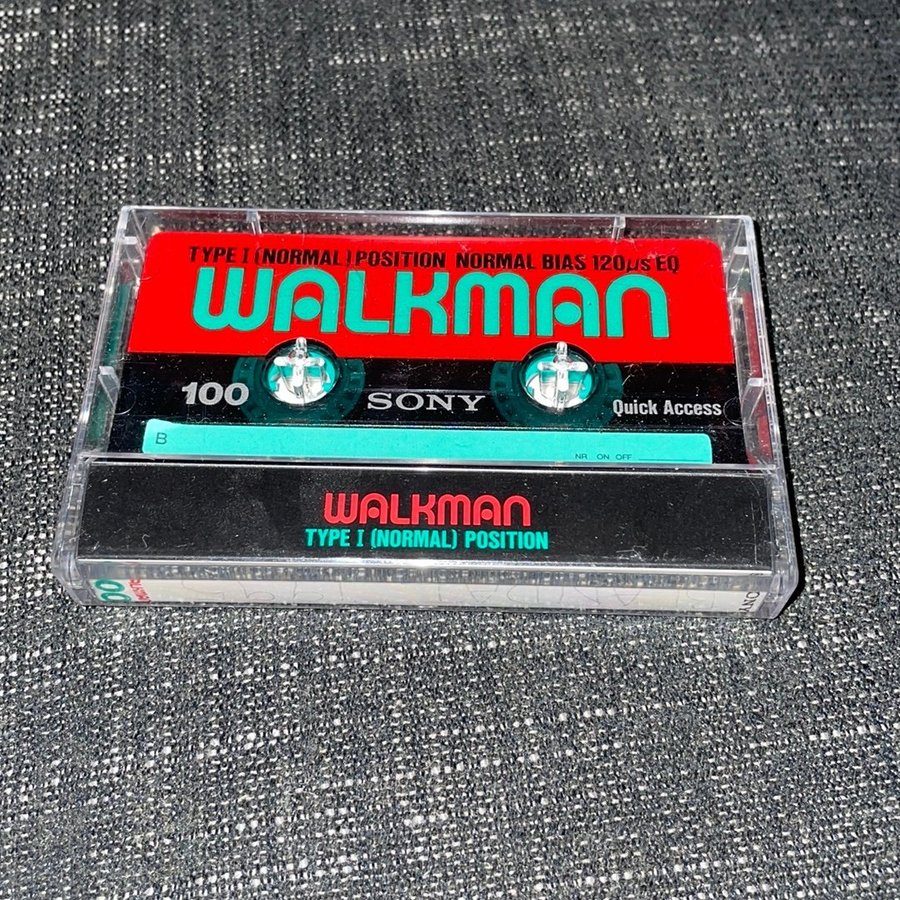 TYPE I (NORMAL) POSITION NORMAL BIAS 120µs EQ
WALKMAN
100
SONY
Quick Access
B
NR ON OFF
WALKMAN
TYPE I (NORMAL) POSITION